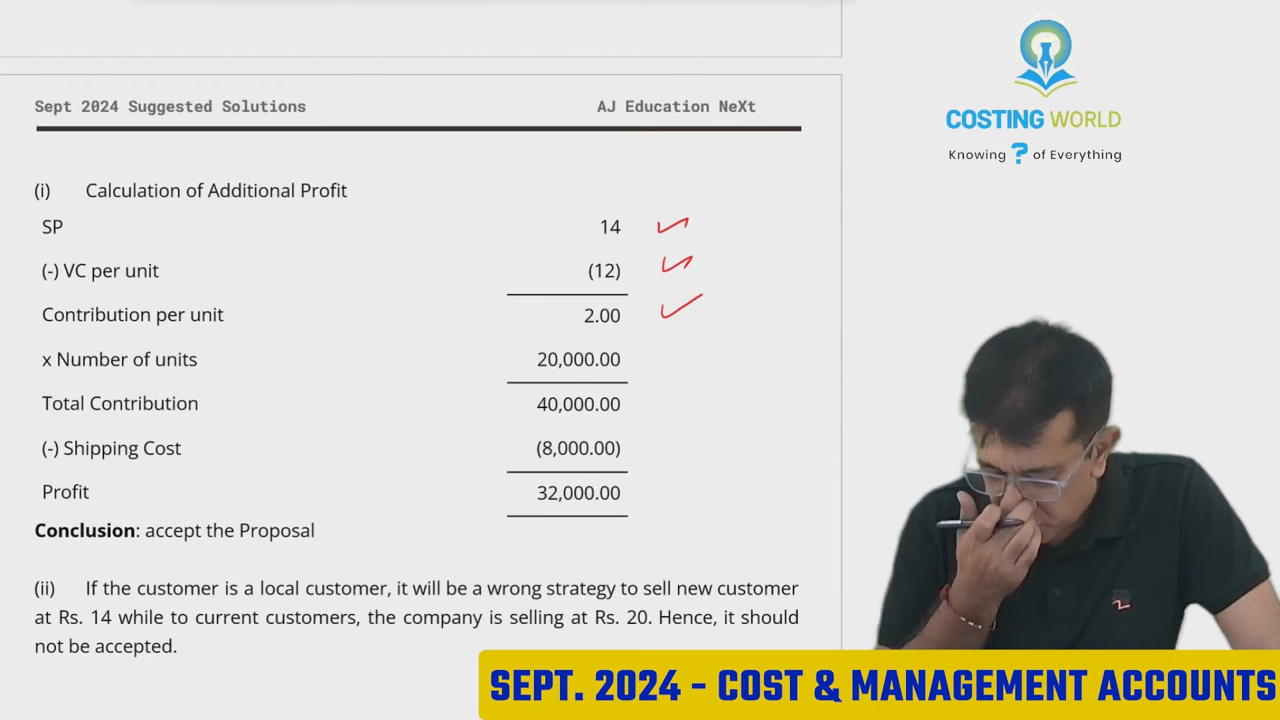 Sept 2024 Suggested Solutions AJ Education NeXt
COSTING WORLD
Knowing ? of Everything
(i) Calculation of Additional Profit
SP 14
(-) VC per unit (12)
Contribution per unit 2.00
x Number of units 20,000.00
Total Contribution 40,000.00
(-) Shipping Cost (8,000.00)
Profit 32,000.00
Conclusion: accept the Proposal
(ii) If the customer is a local customer, it will be a wrong strategy to sell new customer
at Rs. 14 while to current customers, the company is selling at Rs. 20. Hence, it should
not be accepted.
SEPT. 2024 - COST & MANAGEMENT ACCOUNTS